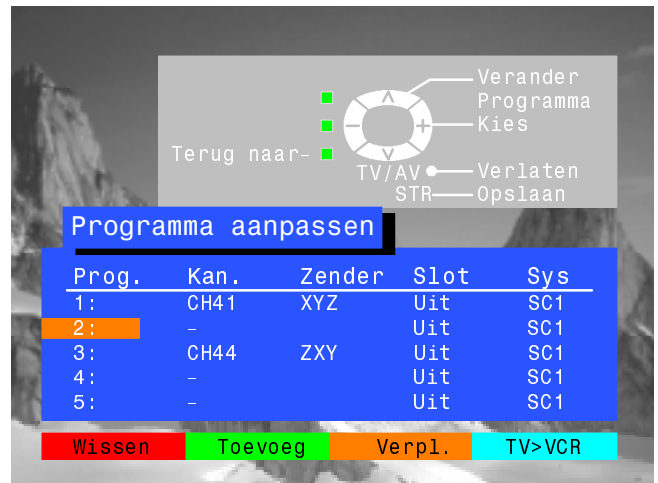 Verander
Programma
Kies
Terug naar
TV/AV Verlaten
STR Opslaan
Programma aanpassen
Prog. Kan. Zender Slot Sys
1: CH41 XYZ Uit SC1
2: - Uit SC1
3: CH44 ZXY Uit SC1
4: - Uit SC1
5: - Uit SC1
Wissen Toevoeg Verpl. TV>VCR